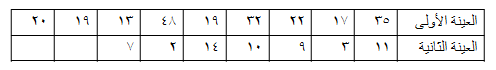 العينة الأولى ٣٥ ١٧ ٢٢ ٣٢ ١٩ ٤٨ ١٣ ١٩ ٢٠
العينة الثانية ١١ ٣ ٩ ١٠ ١٤ ٢ ٧